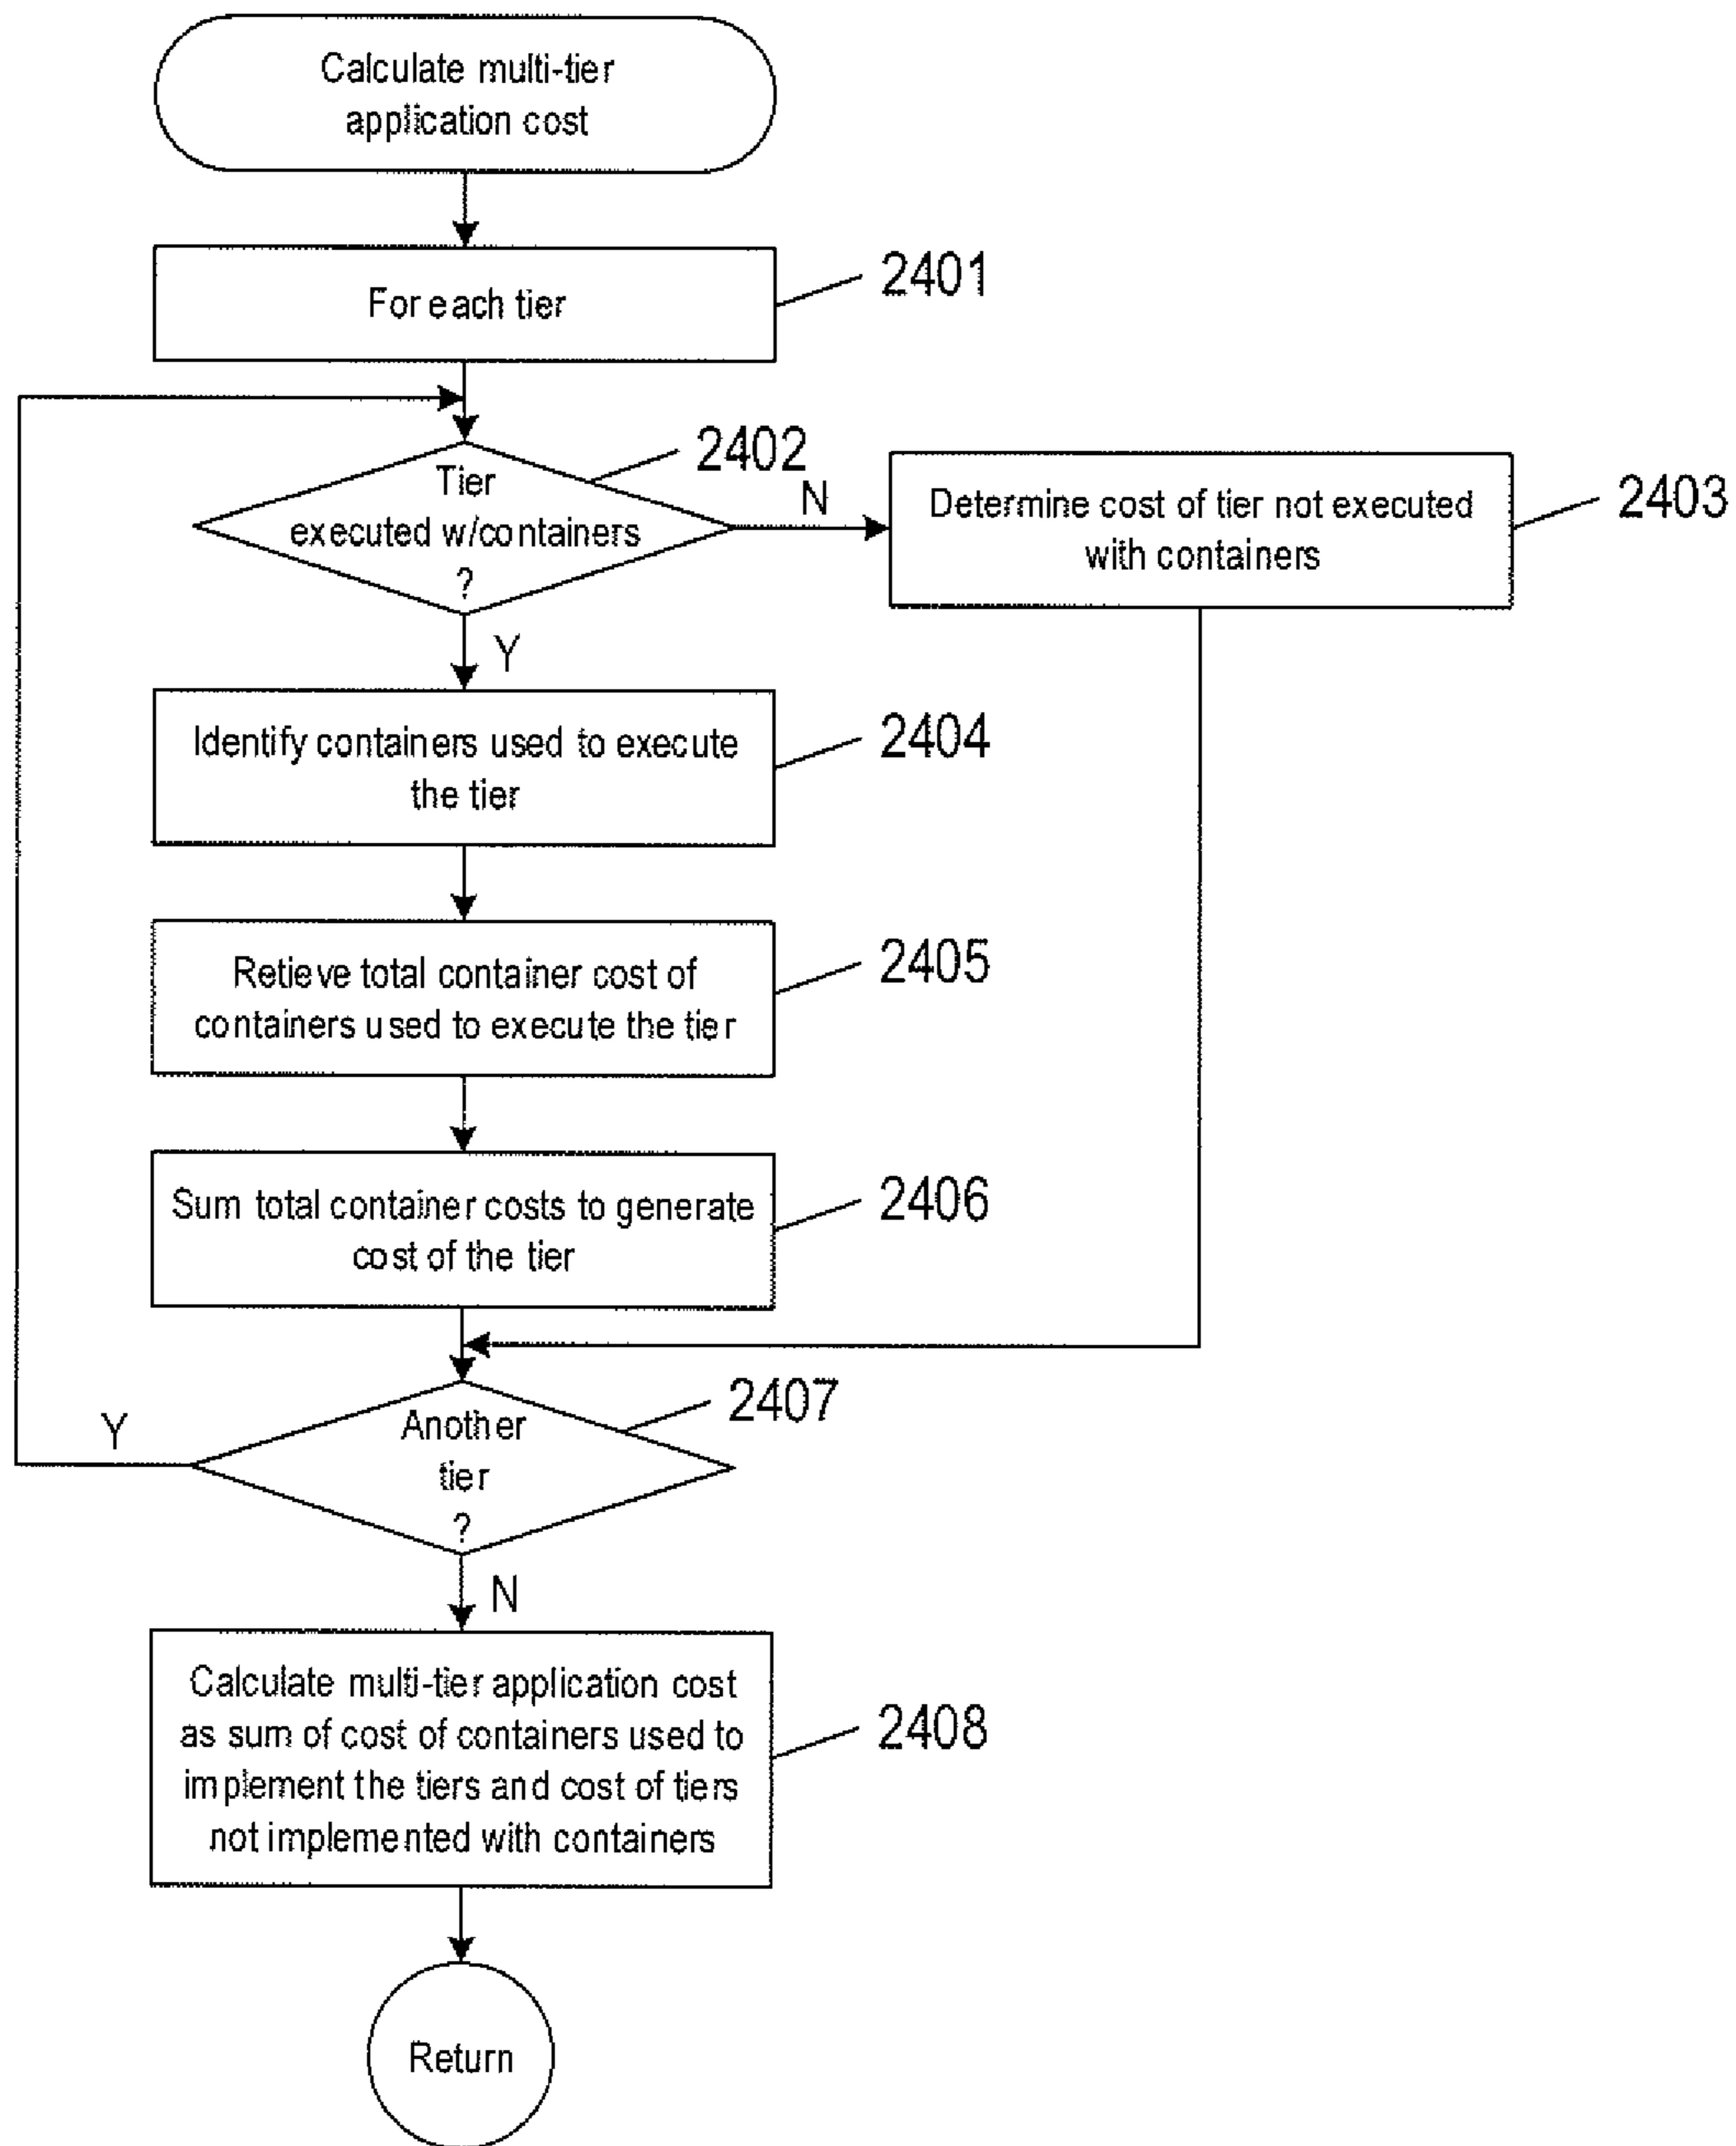 Calculate multi-tier
application cost
For each tier
2401
Tier
executed w/containers
?
2402
N
Determine cost of tier not executed
with containers
2403
Y
Identify containers used to execute
the tier
2404
Retieve total container cost of
containers used to execute the tier
2405
Sum total container costs to generate
cost of the tier
2406
Another
tier
?
2407
Y
N
Calculate multi-tier application cost
as sum of cost of containers used to
implement the tiers and cost of tiers
not implemented with containers
2408
Return